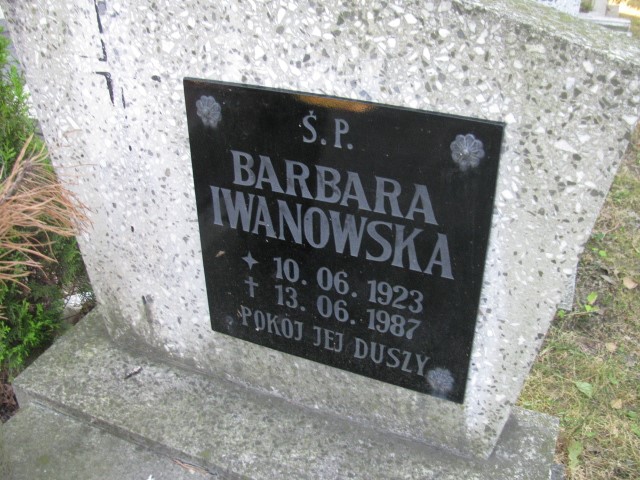 Ś.P.
BARBARA
IWANOWSKA
10. 06. 1923
13. 06. 1987
POKÓJ JEJ DUSZY